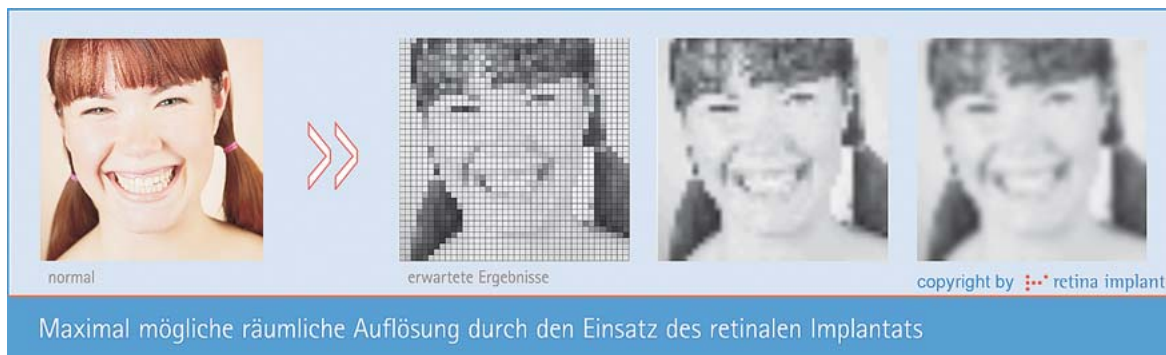 normal
erwartete Ergebnisse
copyright by retina implant
Maximal mögliche räumliche Auflösung durch den Einsatz des retinalen Implantats